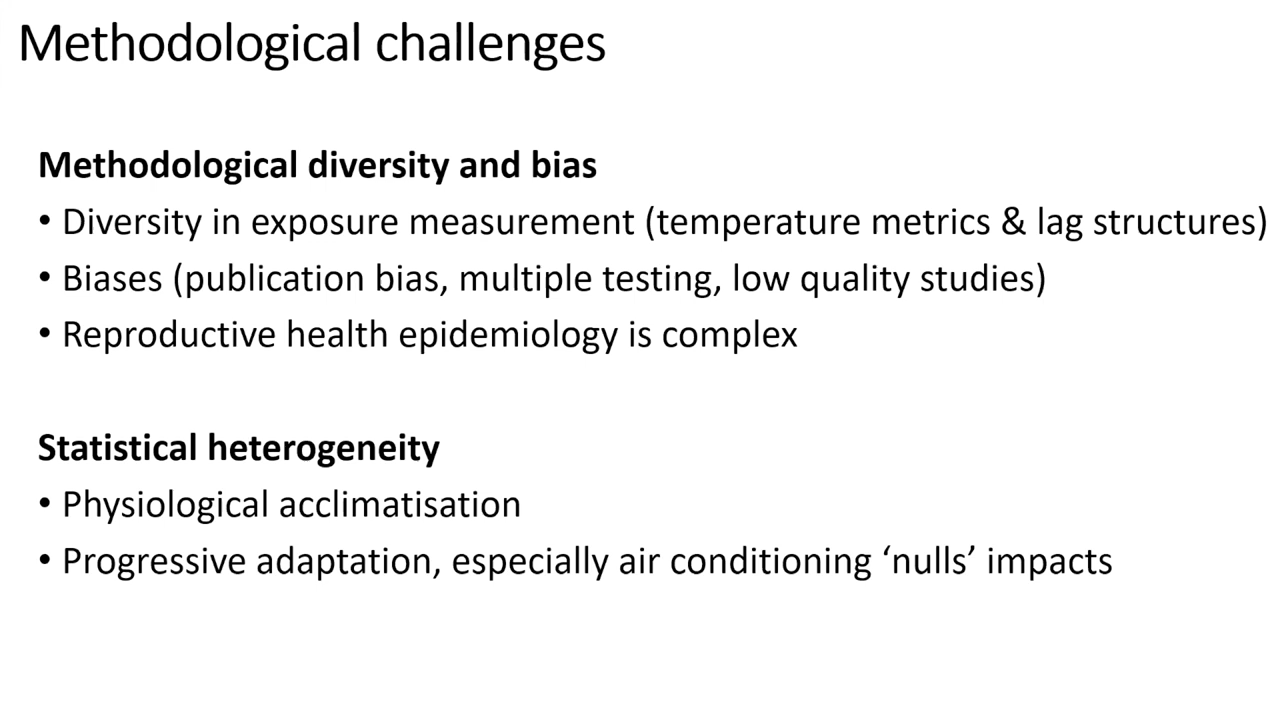 Methodological challenges
Methodological diversity and bias
• Diversity in exposure measurement (temperature metrics & lag structures)
• Biases (publication bias, multiple testing, low quality studies)
• Reproductive health epidemiology is complex
Statistical heterogeneity
• Physiological acclimatisation
• Progressive adaptation, especially air conditioning ‘nulls’ impacts